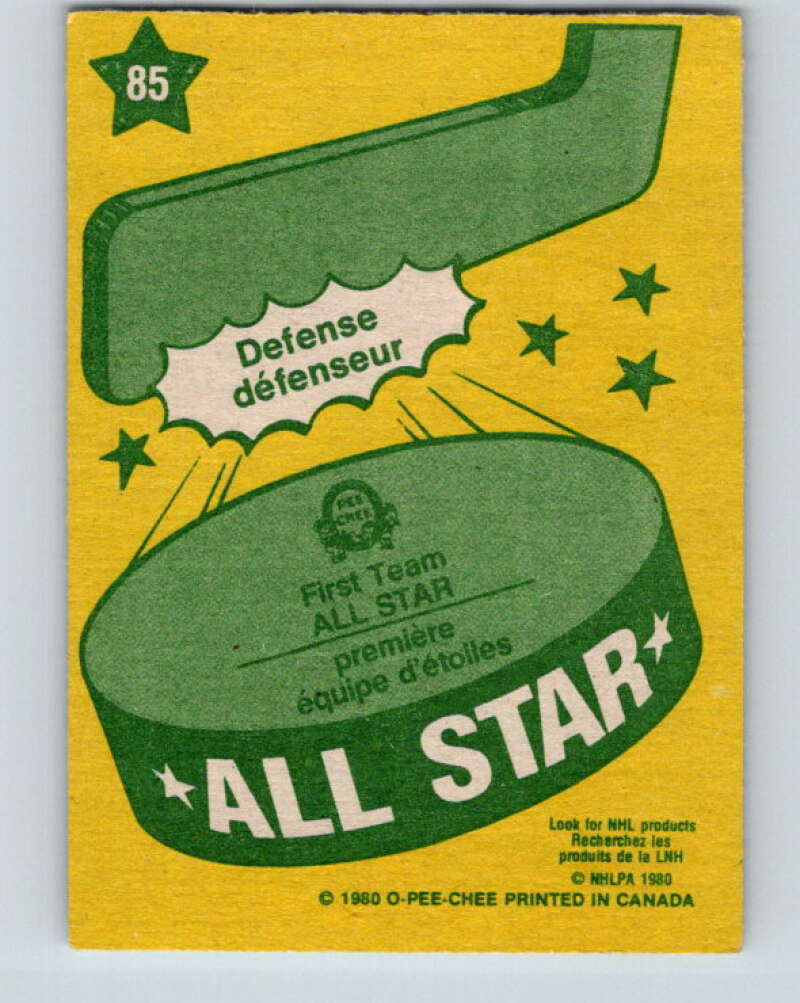 85
Defense
défenseur
PEE
CHEE
First Team
ALL STAR
première
équipe d'étoiles
ALL STAR
Look for NHL products
Recherchez les
produits de la LNH
© NHLPA 1980
© 1980 O-PEE-CHEE PRINTED IN CANADA